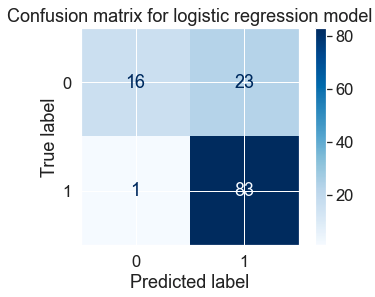 Confusion matrix for logistic regression model
80
0 16 23
60
True label
40
1 1 83
20
0 1
Predicted label